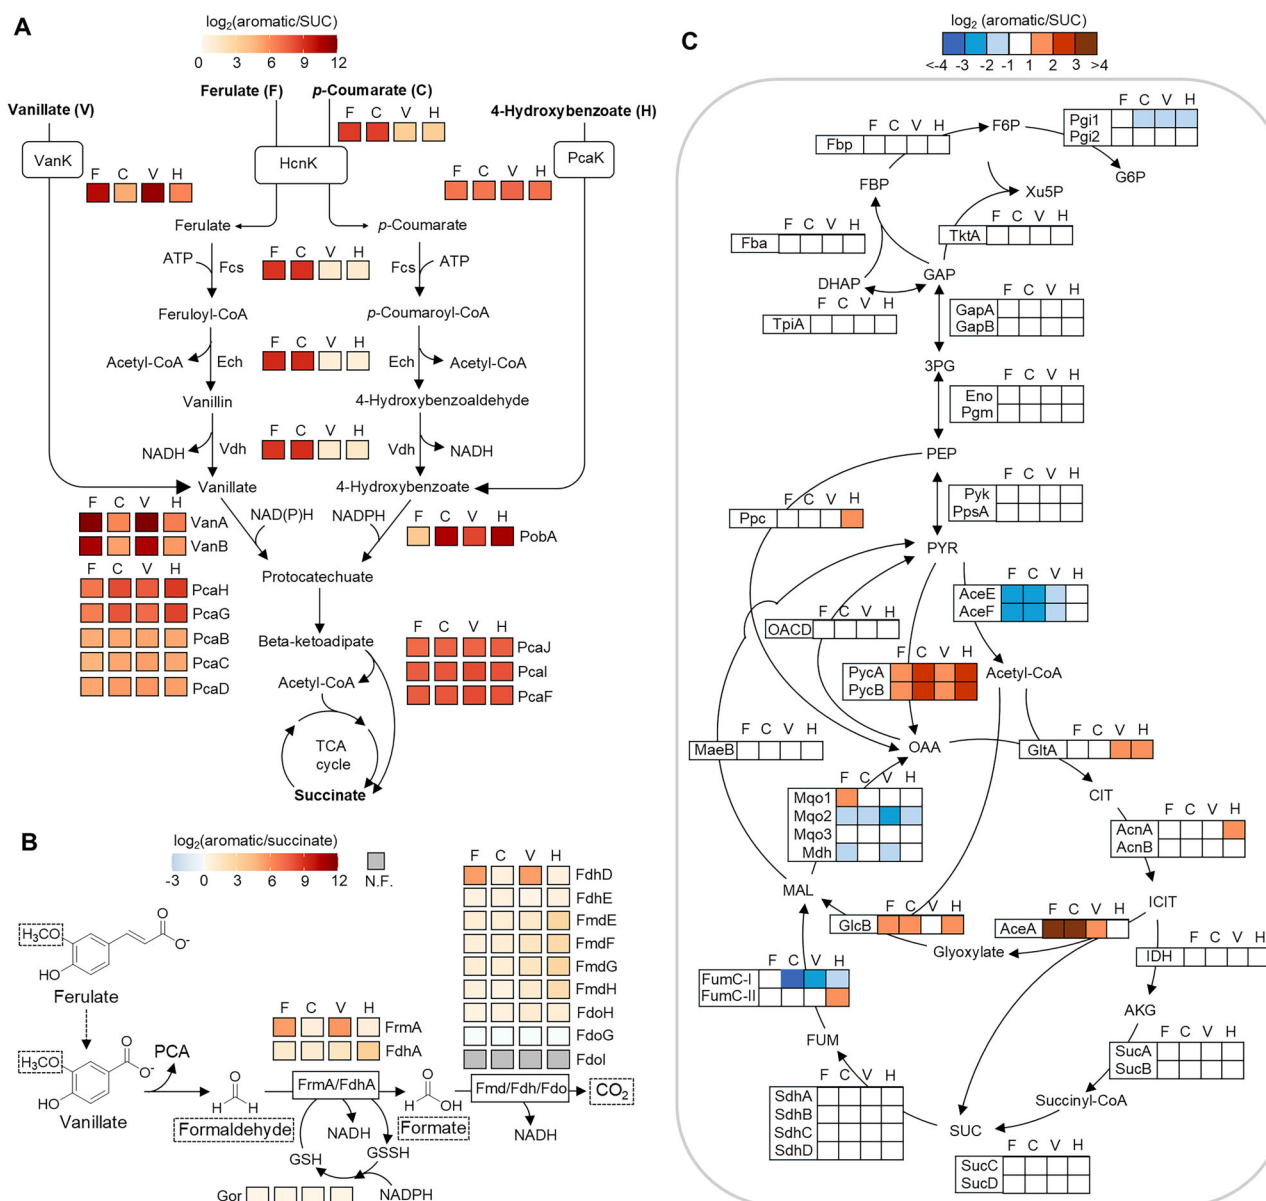 A
log2(aromatic/SUC)
0 3 6 9 12
Ferulate (F)
p-Coumarate (C)
Vanillate (V)
4-Hydroxybenzoate (H)
F C V H
VanK
HcnK
PcaK
F C V H
F C V H
Ferulate
p-Coumarate
ATP
Fcs
F C V H
Fcs
ATP
Feruloyl-CoA
p-Coumaroyl-CoA
Acetyl-CoA
Ech
F C V H
Ech
Acetyl-CoA
Vanillin
4-Hydroxybenzoaldehyde
NADH
Vdh
F C V H
Vdh
NADH
Vanillate
4-Hydroxybenzoate
F C V H
VanA
VanB
NAD(P)H
NADPH
F C V H
PobA
F C V H
PcaH
PcaG
PcaB
PcaC
PcaD
Protocatechuate
Beta-ketoadipate
F C V H
PcaJ
PcaI
PcaF
Acetyl-CoA
TCA
cycle
Succinate
B
log2(aromatic/succinate)
-3 0 3 6 9 12
N.F.
F C V H
FdhD
FdhE
FmdE
FmdF
FmdG
FmdH
FdoH
FdoG
FdoI
H3CO
O
O-
HO
Ferulate
F C V H
FrmA
FdhA
H3CO
O
O-
HO
Vanillate
PCA
O
H H
Formaldehyde
FrmA/FdhA
NADH
GSH
GSSH
Gor
NADPH
O
H OH
Formate
Fmd/Fdh/Fdo
NADH
CO2
C
log2 (aromatic/SUC)
<-4 -3 -2 -1 1 2 3 >4
F C V H
Pgi1
Pgi2
F6P
G6P
F C V H
Fbp
FBP
Xu5P
F C V H
Fba
F C V H
TktA
GAP
DHAP
F C V H
TpiA
F C V H
GapA
GapB
3PG
F C V H
Eno
Pgm
PEP
F C V H
Pyk
PpsA
F C V H
Ppc
PYR
F C V H
AceE
AceF
F C V H
OACD
F C V H
PycA
PycB
Acetyl-CoA
F C V H
MaeB
OAA
F C V H
GltA
F C V H
Mqo1
Mqo2
Mqo3
Mdh
CIT
F C V H
AcnA
AcnB
MAL
ICIT
F C V H
GlcB
F C V H
AceA
Glyoxylate
F C V H
IDH
F C V H
FumC-I
FumC-II
AKG
FUM
F C V H
SucA
SucB
F C V H
SdhA
SdhB
SdhC
SdhD
Succinyl-CoA
SUC
F C V H
SucC
SucD